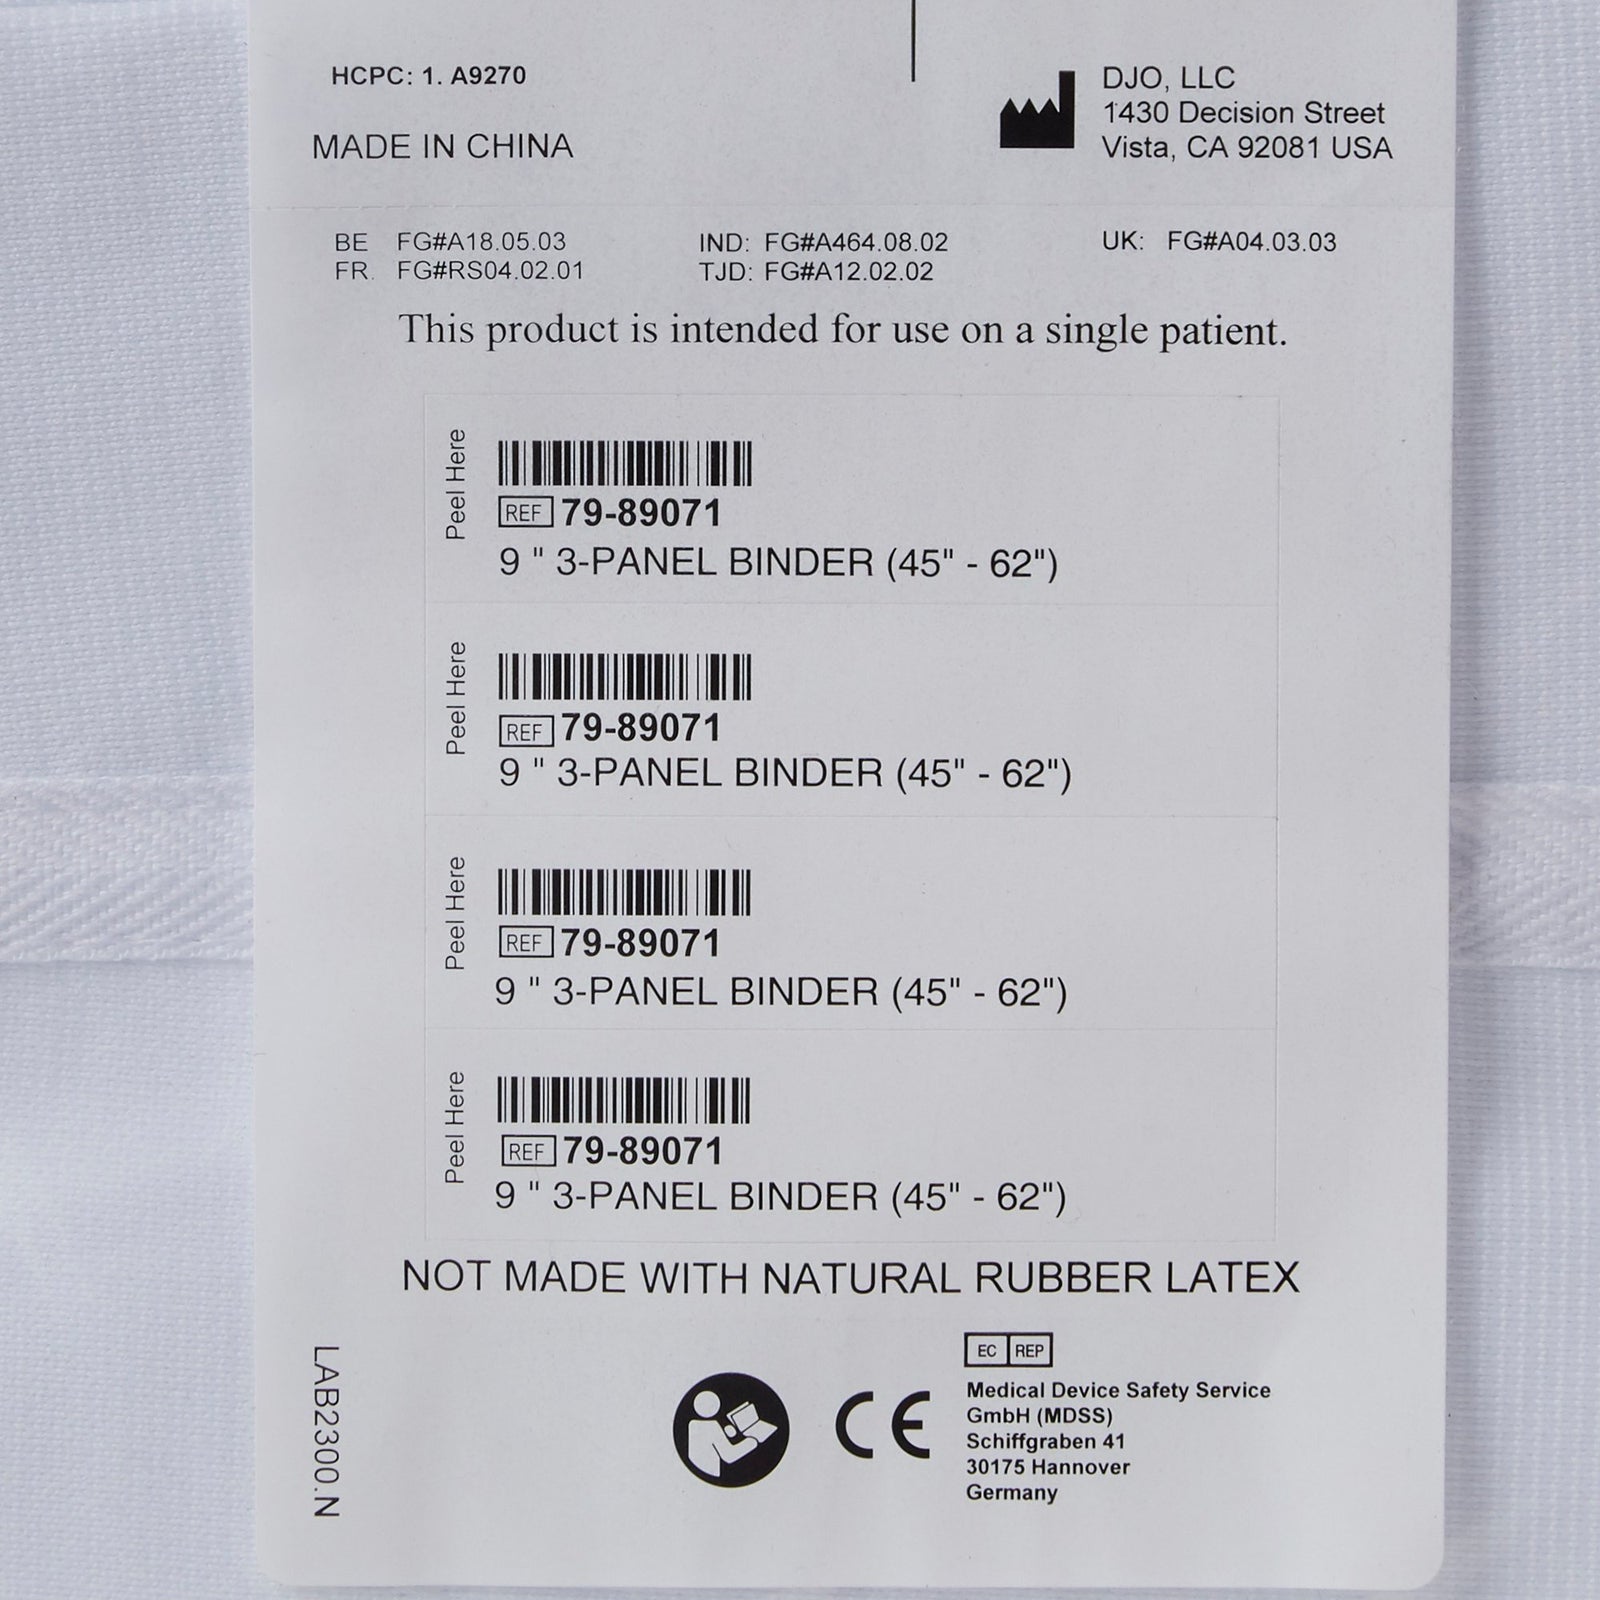 HCPC: 1. A9270
MADE IN CHINA
DJO, LLC
1430 Decision Street
Vista, CA 92081 USA
BE FG#A18.05.03
FR. FG#RS04.02.01
IND: FG#A464.08.02
TJD: FG#A12.02.02
UK: FG#A04.03.03
This product is intended for use on a single patient.
Peel Here
REF 79-89071
9 " 3-PANEL BINDER (45" - 62")
Peel Here
REF 79-89071
9 " 3-PANEL BINDER (45" - 62")
Peel Here
REF 79-89071
9 " 3-PANEL BINDER (45" - 62")
Peel Here
REF 79-89071
9 " 3-PANEL BINDER (45" - 62")
NOT MADE WITH NATURAL RUBBER LATEX
LAB2300.N
CE
EC REP
Medical Device Safety Service
GmbH (MDSS)
Schiffgraben 41
30175 Hannover
Germany